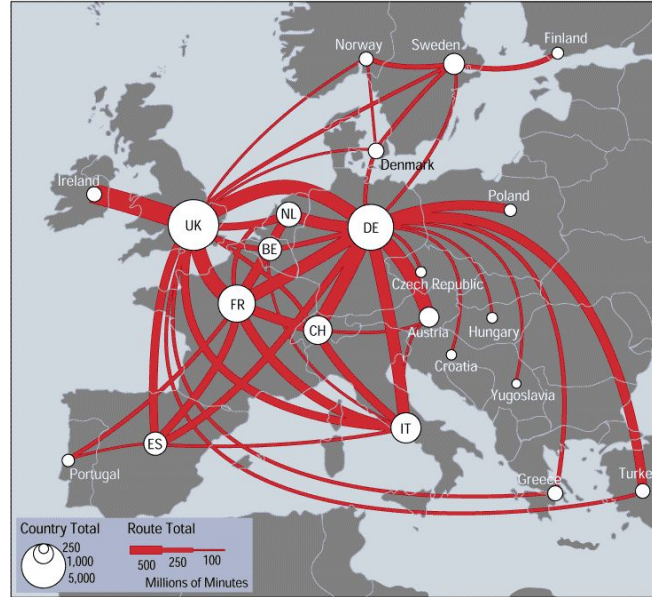 Norway
Sweden
Finland
Denmark
Ireland
UK
NL
BE
DE
Poland
FR
CH
Czech Republic
Austria
Hungary
Croatia
Yugoslavia
ES
IT
Portugal
Greece
Turke
Country Total
250
1,000
5,000
Route Total
500 250 100
Millions of Minutes